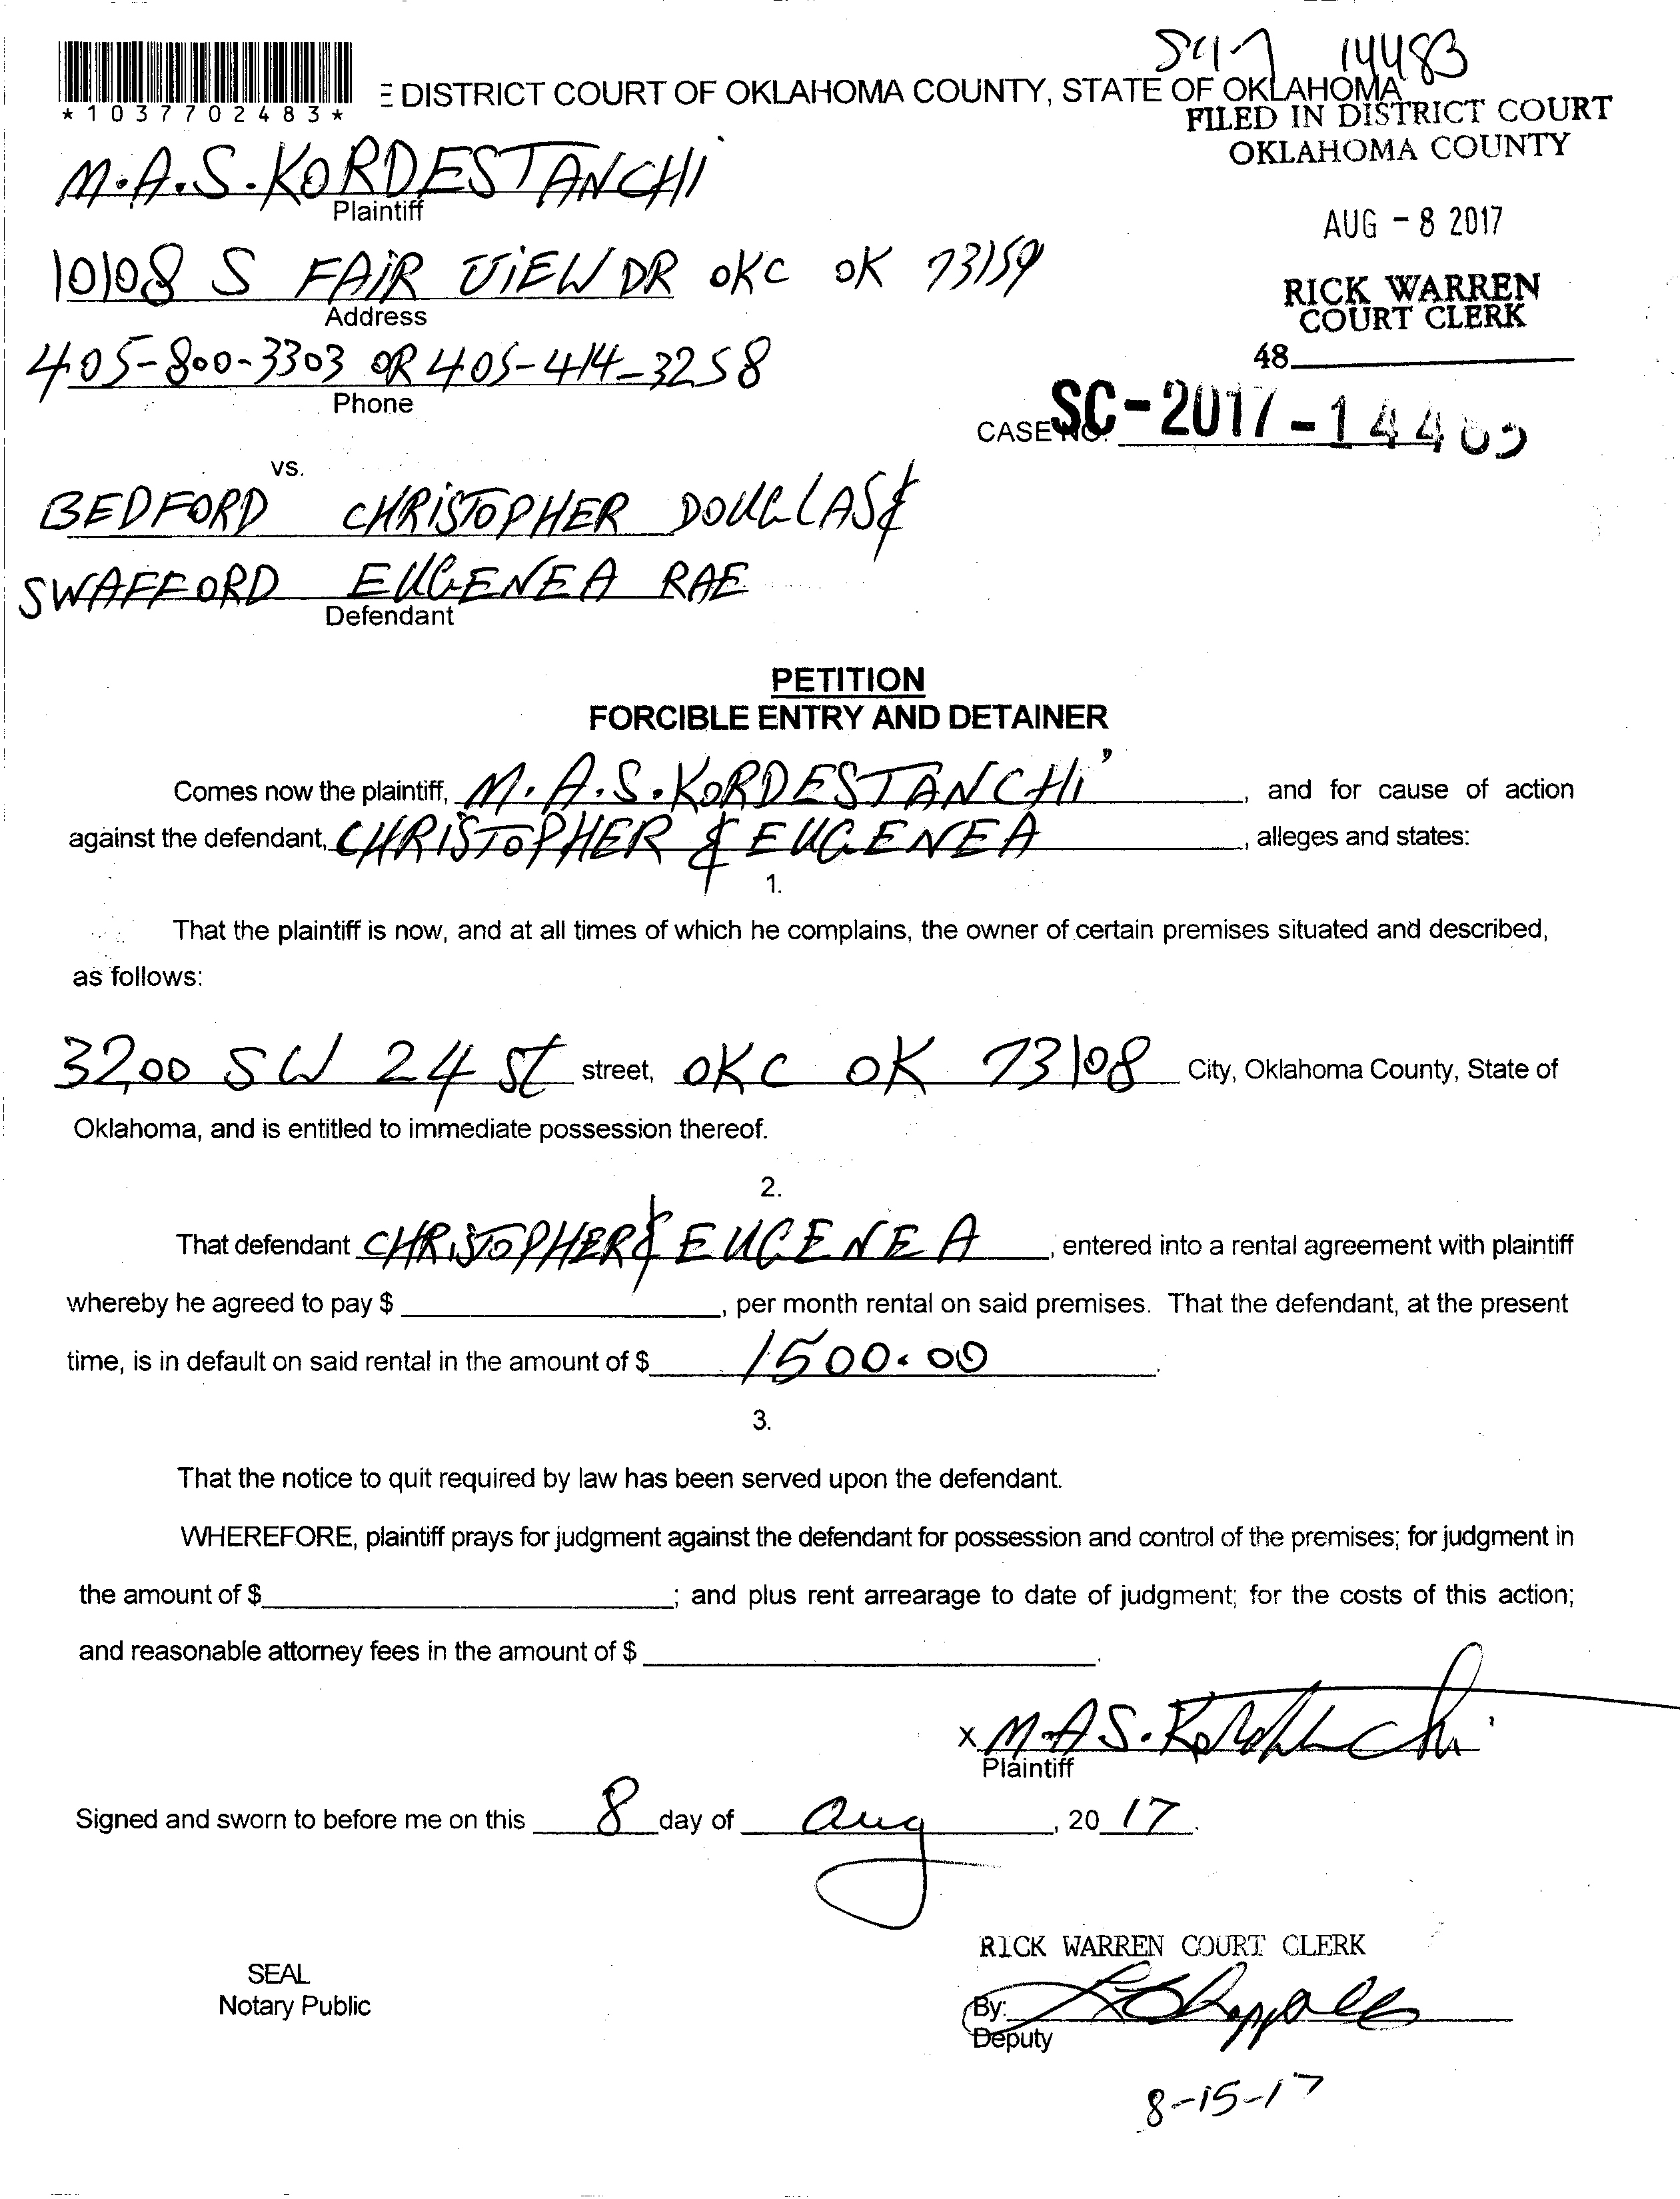 14483
*1037702483*
E DISTRICT COURT OF OKLAHOMA COUNTY, STATE OF OKLAHOMA
FILED IN DISTRICT COURT
OKLAHOMA COUNTY
M.A.S.KORDESTANCHI
Plaintiff
AUG - 8 2017
10108 S FAIR VIEW DR OKC OK 73159
Address
RICK WARREN
COURT CLERK
405-800-3303 OR 405-414-3258
Phone
48
CASE NO. SC-2017-14483
vs.
BEDFORD CHRISTOPHER DOUGLAS &
SWAFFORD EUGENEA RAE
Defendant
PETITION
FORCIBLE ENTRY AND DETAINER
Comes now the plaintiff, M.A.S.KORDESTANCHI, and for cause of action
against the defendant, CHRISTOPHER & EUGENEA, alleges and states:
1.
That the plaintiff is now, and at all times of which he complains, the owner of certain premises situated and described,
as follows:
3200 SW 24 St street, OKC OK 73108 City, Oklahoma County, State of
Oklahoma, and is entitled to immediate possession thereof.
2.
That defendant CHRISTOPHER & EUGENEA, entered into a rental agreement with plaintiff
whereby he agreed to pay $ , per month rental on said premises. That the defendant, at the present
time, is in default on said rental in the amount of $ 1500.00.
3.
That the notice to quit required by law has been served upon the defendant.
WHEREFORE, plaintiff prays for judgment against the defendant for possession and control of the premises; for judgment in
the amount of $ ; and plus rent arrearage to date of judgment; for the costs of this action;
and reasonable attorney fees in the amount of $ .
X M.A.S.
Plaintiff
Signed and sworn to before me on this 8 day of Aug, 20 17.
RICK WARREN COURT CLERK
SEAL
Notary Public
By:
Deputy
8-15-17